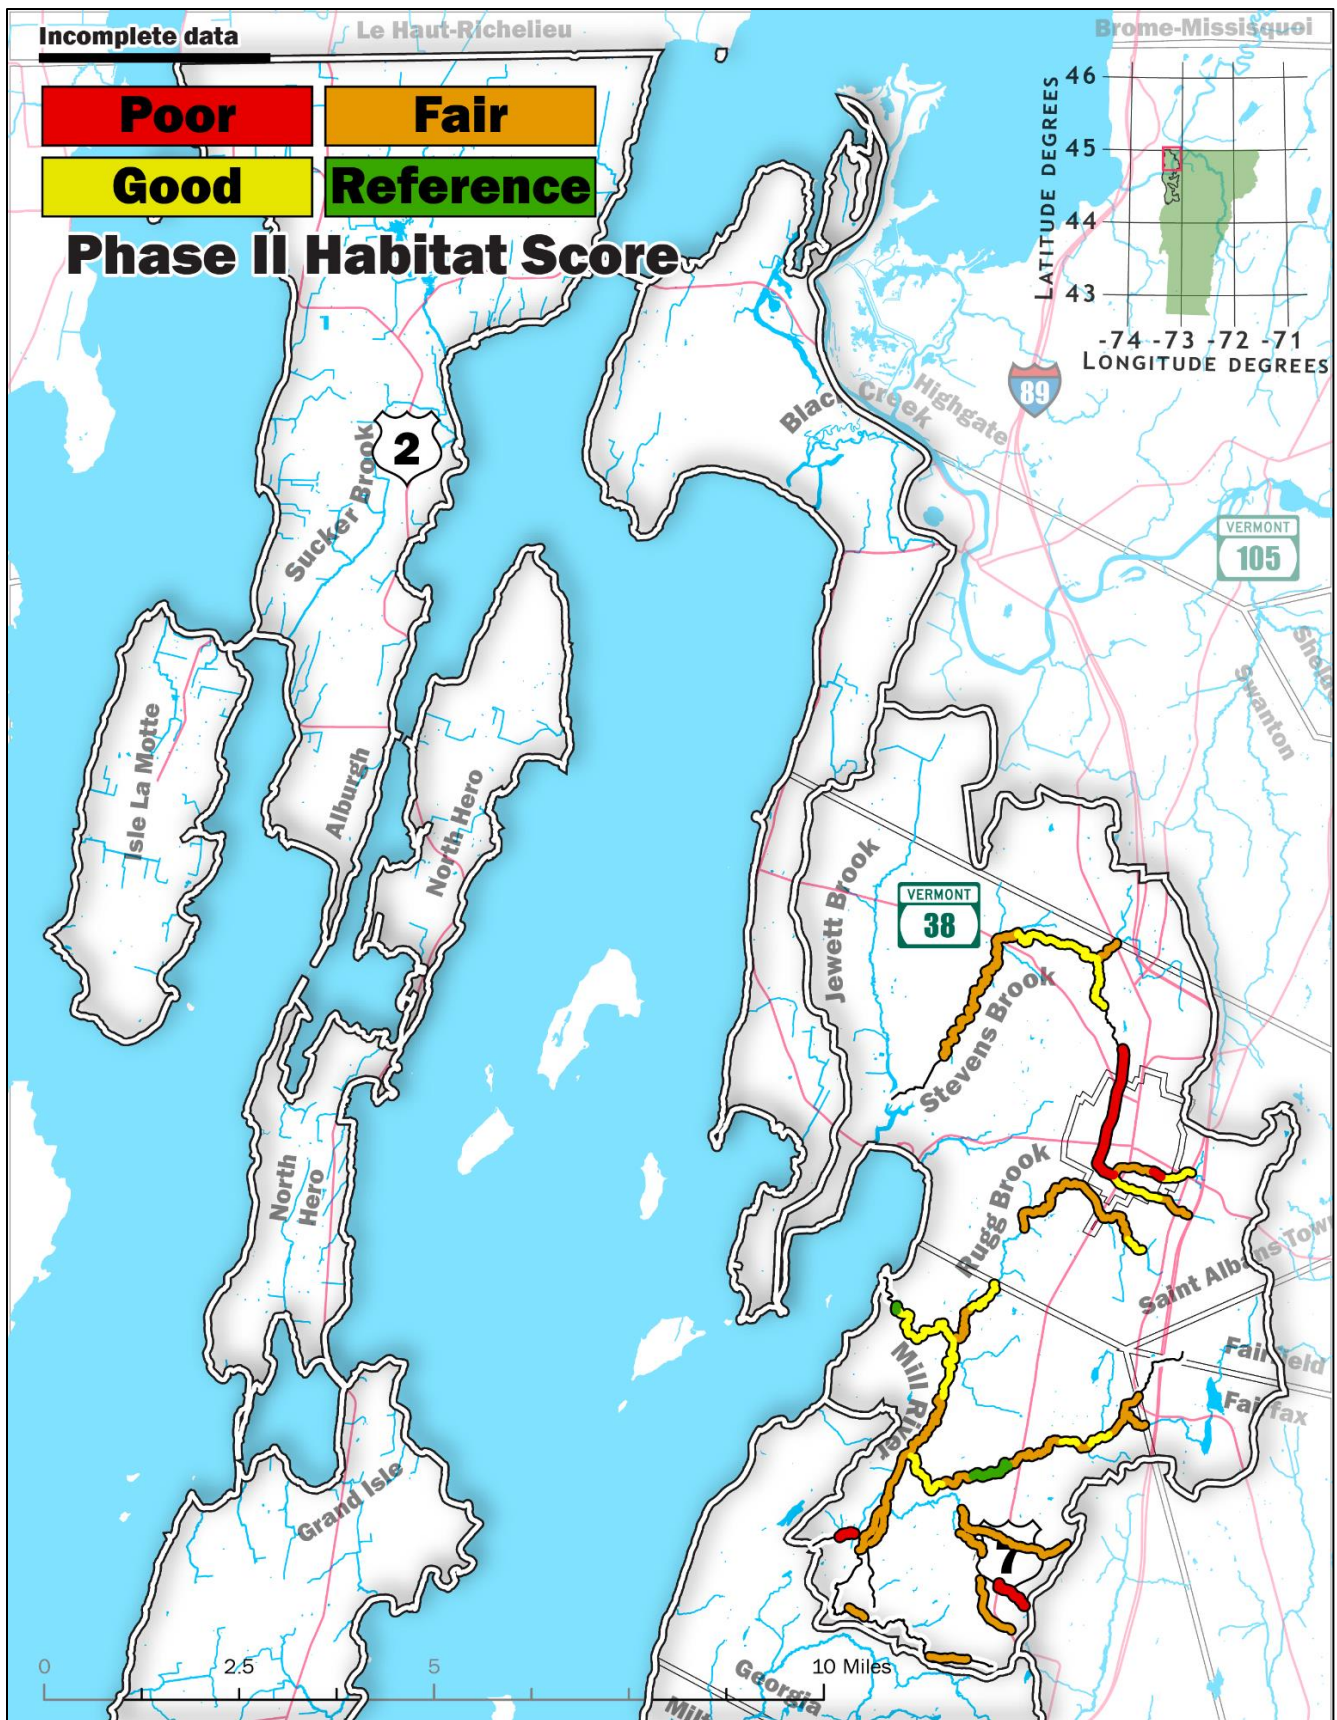 Incomplete data
Le Haut-Richelieu
Brome-Missisquoi
Poor
Fair
Good
Reference
Phase II Habitat Score
LATITUDE DEGREES
46
45
44
43
-74 -73 -72 -71
LONGITUDE DEGREES
89
Highgate
Black Creek
2
Sucker Brook
VERMONT
105
Swanton
Isle La Motte
Alburgh
North Hero
Jewett Brook
VERMONT
38
Stevens Brook
Rugg Brook
North
Hero
Saint Albans Town
Fairfield
Fairfax
Mill River
Grand Isle
7
0
2.5
5
10 Miles
Georgia